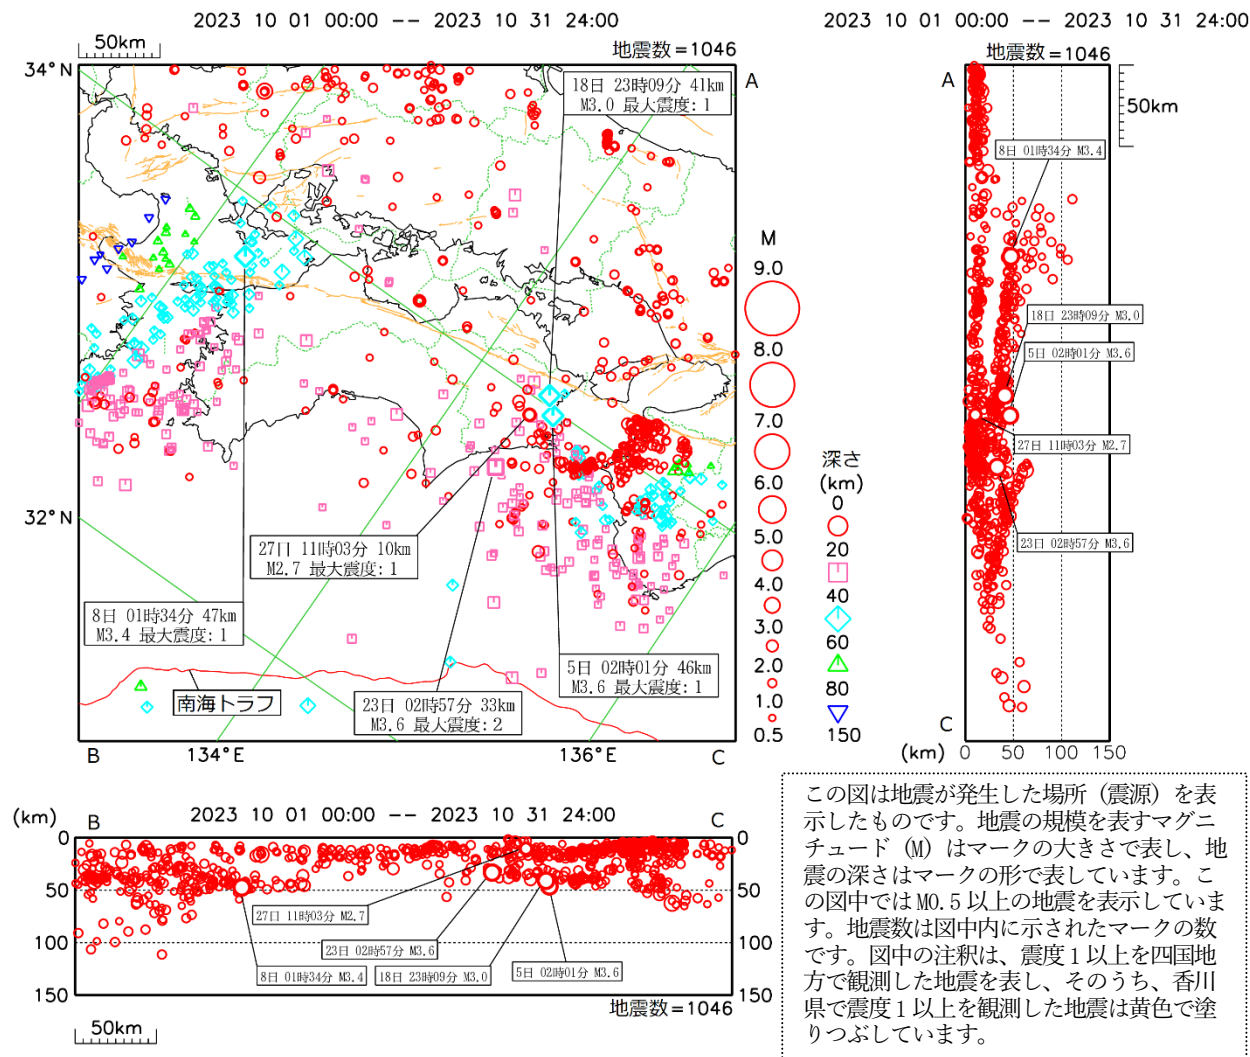 2023 10 01 00:00 -- 2023 10 31 24:00
50km
地震数=1046
34°N
32°N
18日 23時09分 41km
M3.0 最大震度:1
27日 11時03分 10km
M2.7 最大震度:1
8日 01時34分 47km
M3.4 最大震度:1
5日 02時01分 46km
M3.6 最大震度:1
23日 02時57分 33km
M3.6 最大震度:2
南海トラフ
A
B
134°E
136°E
C
M
9.0
8.0
7.0
6.0
5.0
4.0
3.0
2.0
1.0
0.5
深さ
(km)
0
20
40
60
80
150
2023 10 01 00:00 -- 2023 10 31 24:00
地震数=1046
A
50km
8日 01時34分 M3.4
18日 23時09分 M3.0
5日 02時01分 M3.6
27日 11時03分 M2.7
23日 02時57分 M3.6
C
(km)
0
50
100
150
(km)
B
2023 10 01 00:00 -- 2023 10 31 24:00
C
0
50
100
150
0
50
100
150
27日 11時03分 M2.7
23日 02時57分 M3.6
8日 01時34分 M3.4
18日 23時09分 M3.0
5日 02時01分 M3.6
地震数=1046
50km
この図は地震が発生した場所（震源）を表
示したものです。地震の規模を表すマグニ
チュード（M）はマークの大きさで表し、地
震の深さはマークの形で表しています。こ
の図中ではM0.5以上の地震を表示していま
す。地震数は図中内に示されたマークの数
です。図中の注釈は、震度１以上を四国地
方で観測した地震を表し、そのうち、香川
県で震度１以上を観測した地震は黄色で塗
りつぶしています。